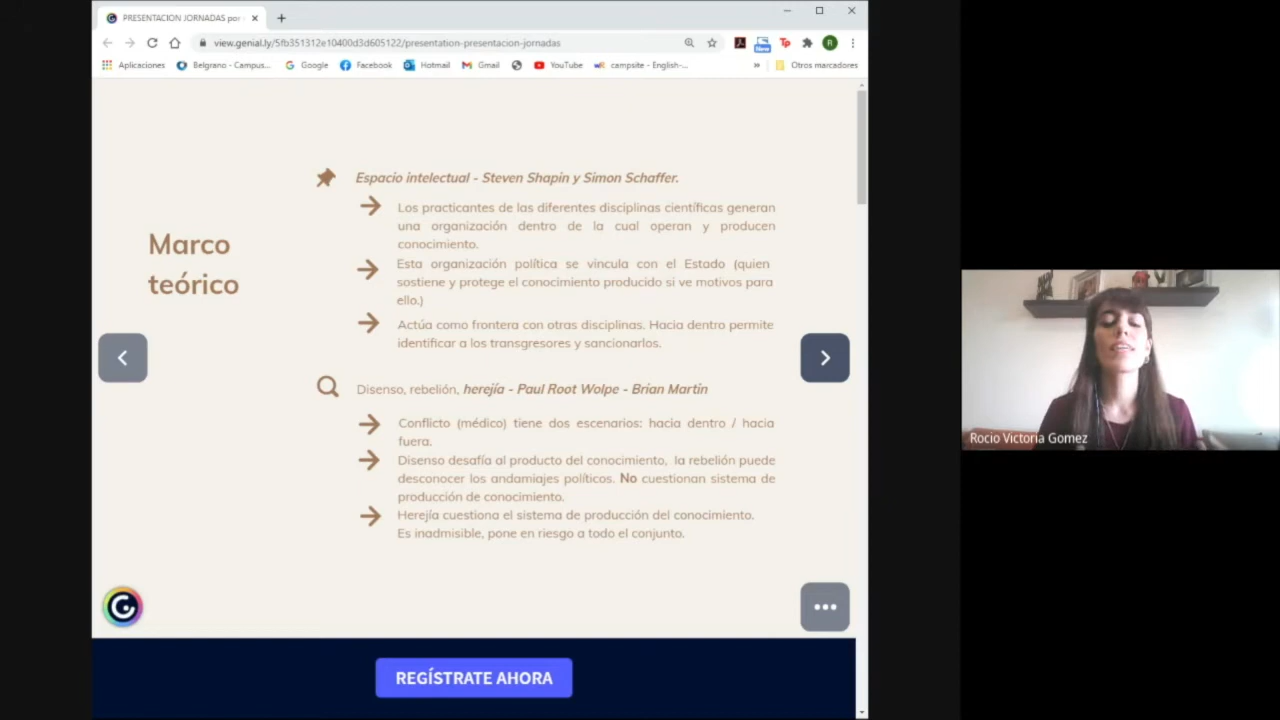 PRESENTACION JORNADAS por
view.genial.ly/5fb351312e10400d3d605122/presentation-presentacion-jornadas
Aplicaciones
Belgrano - Campus...
Google
Facebook
Hotmail
Gmail
YouTube
campsite - English-...
Otros marcadores
Marco
teórico
Espacio intelectual - Steven Shapin y Simon Schaffer.
Los practicantes de las diferentes disciplinas científicas generan
una organización dentro de la cual operan y producen
conocimiento.
Esta organización política se vincula con el Estado (quien
sostiene y protege el conocimiento producido si ve motivos para
ello.)
Actúa como frontera con otras disciplinas. Hacia dentro permite
identificar a los transgresores y sancionarlos.
Disenso, rebelión, herejía - Paul Root Wolpe - Brian Martin
Conflicto (médico) tiene dos escenarios: hacia dentro / hacia
fuera.
Disenso desafía al producto del conocimiento, la rebelión puede
desconocer los andamiajes políticos. No cuestionan sistema de
producción de conocimiento.
Herejía cuestiona el sistema de producción del conocimiento.
Es inadmisible, pone en riesgo a todo el conjunto.
REGÍSTRATE AHORA
Rocio Victoria Gomez